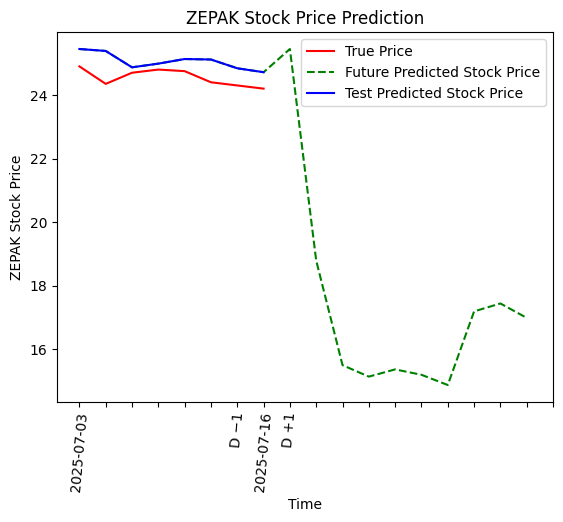 ZEPAK Stock Price Prediction
True Price
Future Predicted Stock Price
Test Predicted Stock Price
ZEPAK Stock Price
24
22
20
18
16
2025-07-03
D −1
2025-07-16
D +1
Time